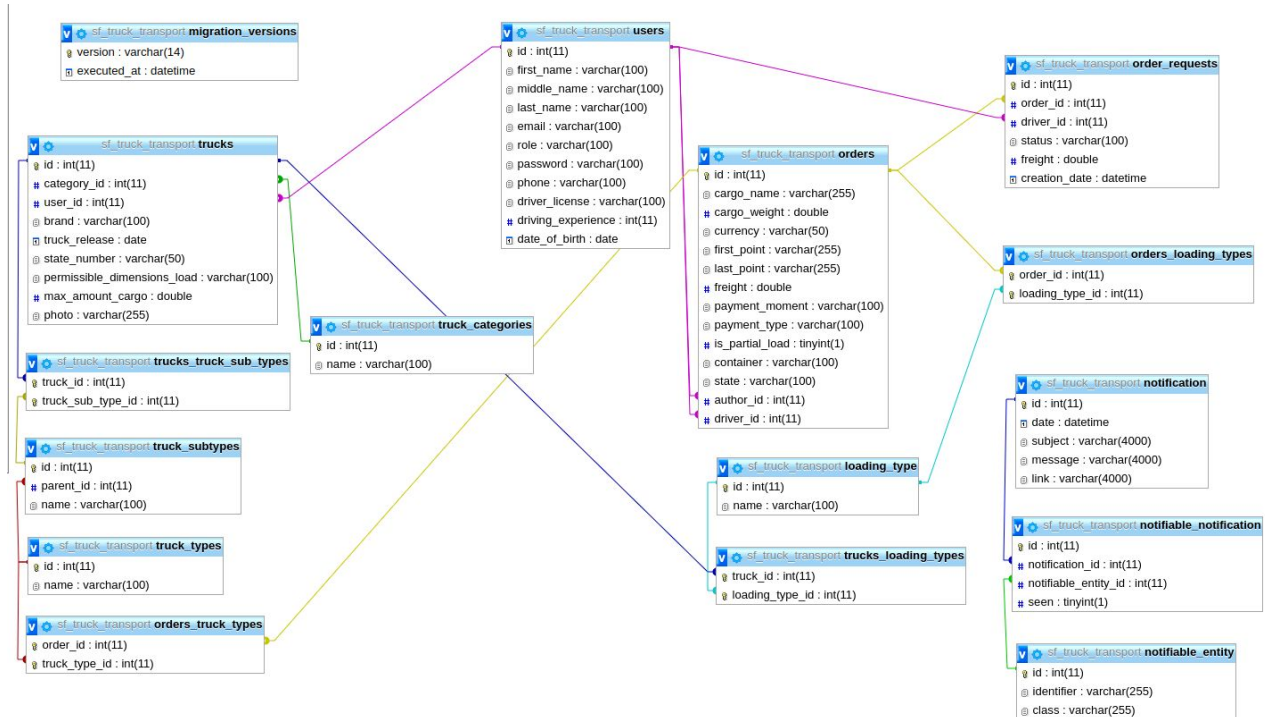 sf_truck_transport migration_versions
version : varchar(14)
executed_at : datetime
sf_truck_transport users
id : int(11)
first_name : varchar(100)
middle_name : varchar(100)
last_name : varchar(100)
email : varchar(100)
role : varchar(100)
password : varchar(100)
phone : varchar(100)
driver_license : varchar(100)
driving_experience : int(11)
date_of_birth : date
sf_truck_transport order_requests
id : int(11)
order_id : int(11)
driver_id : int(11)
status : varchar(100)
freight : double
creation_date : datetime
sf_truck_transport trucks
id : int(11)
category_id : int(11)
user_id : int(11)
brand : varchar(100)
truck_release : date
state_number : varchar(50)
permissible_dimensions_load : varchar(100)
max_amount_cargo : double
photo : varchar(255)
sf_truck_transport orders
id : int(11)
cargo_name : varchar(255)
cargo_weight : double
currency : varchar(50)
first_point : varchar(255)
last_point : varchar(255)
freight : double
payment_moment : varchar(100)
payment_type : varchar(100)
is_partial_load : tinyint(1)
container : varchar(100)
state : varchar(100)
author_id : int(11)
driver_id : int(11)
sf_truck_transport orders_loading_types
order_id : int(11)
loading_type_id : int(11)
sf_truck_transport truck_categories
id : int(11)
name : varchar(100)
sf_truck_transport trucks_truck_sub_types
truck_id : int(11)
truck_sub_type_id : int(11)
sf_truck_transport notification
id : int(11)
date : datetime
subject : varchar(4000)
message : varchar(4000)
link : varchar(4000)
sf_truck_transport truck_subtypes
id : int(11)
parent_id : int(11)
name : varchar(100)
sf_truck_transport loading_type
id : int(11)
name : varchar(100)
sf_truck_transport notifiable_notification
id : int(11)
notification_id : int(11)
notifiable_entity_id : int(11)
seen : tinyint(1)
sf_truck_transport truck_types
id : int(11)
name : varchar(100)
sf_truck_transport trucks_loading_types
truck_id : int(11)
loading_type_id : int(11)
sf_truck_transport orders_truck_types
order_id : int(11)
truck_type_id : int(11)
sf_truck_transport notifiable_entity
id : int(11)
identifier : varchar(255)
class : varchar(255)